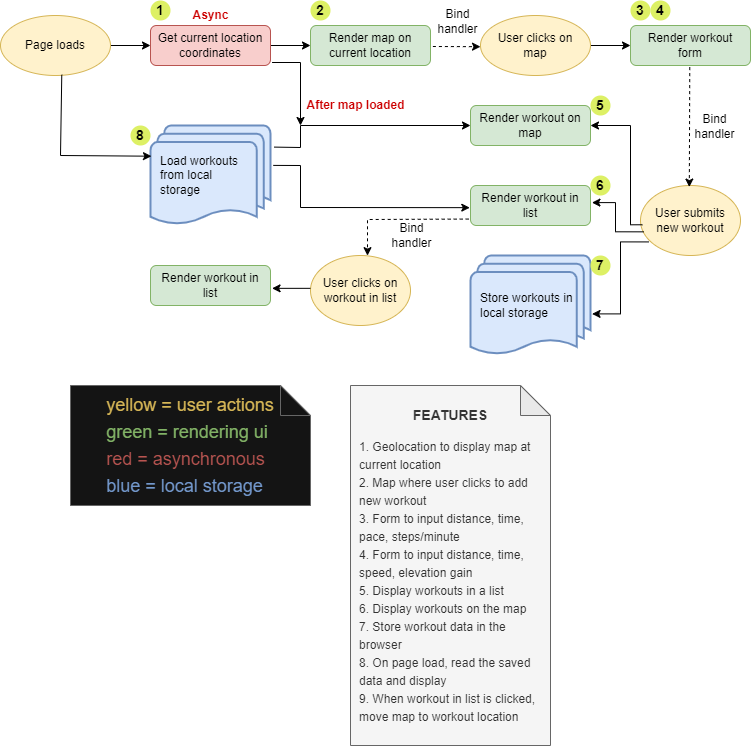 1
Async
2
3
4
Page loads
Get current location
coordinates
Render map on
current location
Bind
handler
User clicks on
map
Render workout
form
After map loaded
5
Bind
handler
8
Render workout on
map
Load workouts
from local
storage
6
Render workout in
list
User submits
new workout
Bind
handler
7
Render workout in
list
User clicks on
workout in list
Store workouts in
local storage
yellow = user actions
green = rendering ui
red = asynchronous
blue = local storage
FEATURES
1. Geolocation to display map at
current location
2. Map where user clicks to add
new workout
3. Form to input distance, time,
pace, steps/minute
4. Form to input distance, time,
speed, elevation gain
5. Display workouts in a list
6. Display workouts on the map
7. Store workout data in the
browser
8. On page load, read the saved
data and display
9. When workout in list is clicked,
move map to workout location